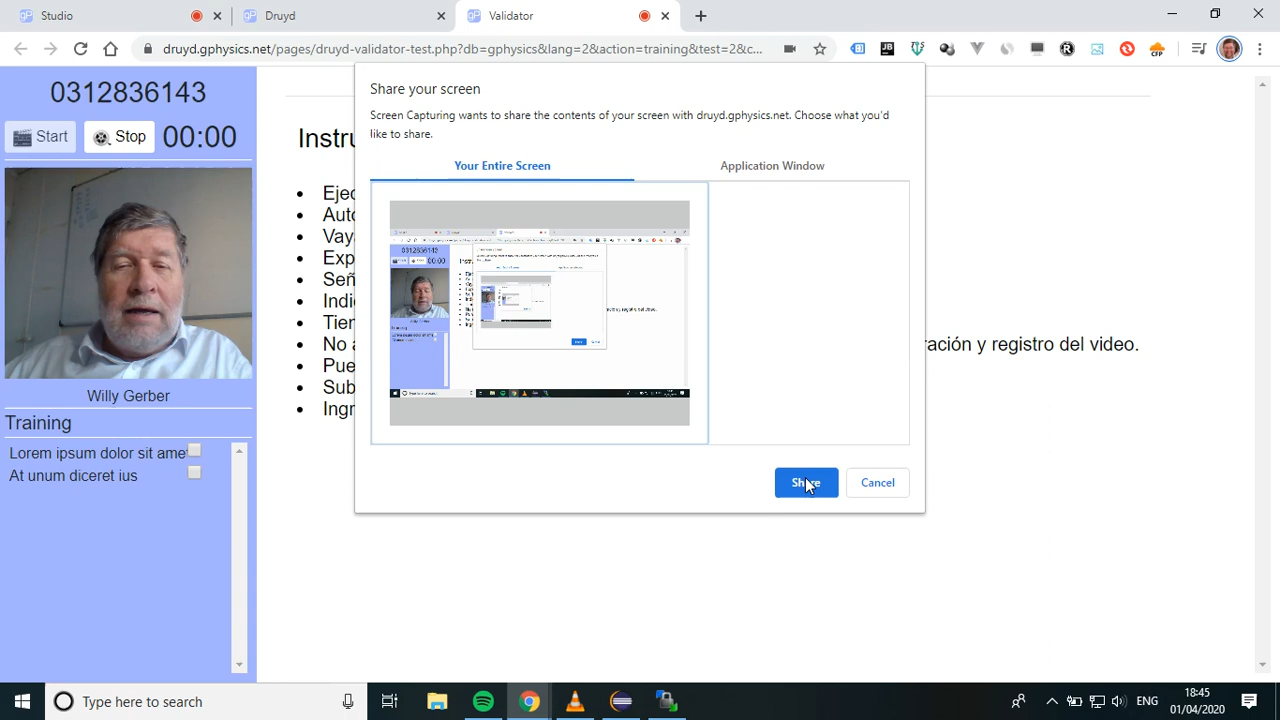 Studio
Druyd
Validator
druyd.gphysics.net/pages/druyd-validator-test.php?db=gphysics&lang=2&action=training&test=2&c...
0312836143
Start
Stop
00:00
Willy Gerber
Training
Lorem ipsum dolor sit ame
At unum diceret ius
Share your screen
Screen Capturing wants to share the contents of your screen with druyd.gphysics.net. Choose what you'd
like to share.
Your Entire Screen
Application Window
Share
Cancel
Instru
Ejec
Auto
Vay
Exp
Seña
Indi
Tien
No a
ración y registro del video.
Pue
Sub
Ingr
Type here to search
ENG
18:45
01/04/2020